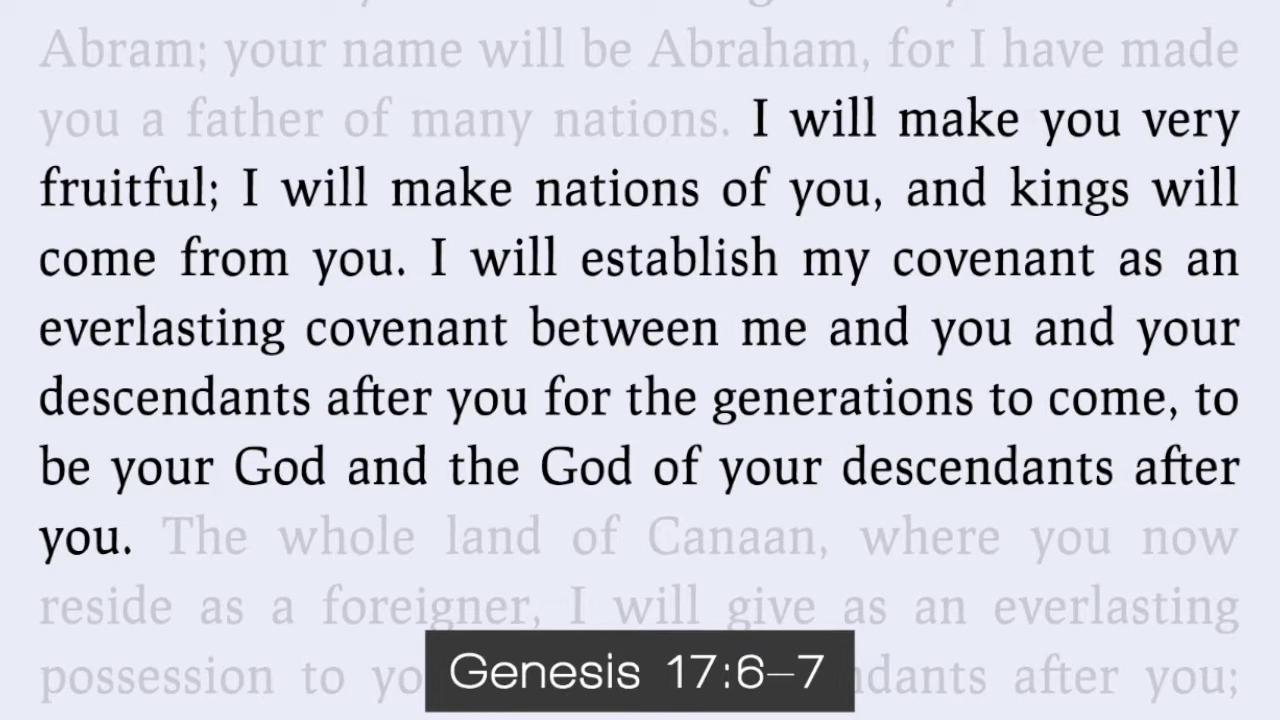 Abram; your name will be Abraham, for I have made
you a father of many nations. I will make you very
fruitful; I will make nations of you, and kings will
come from you. I will establish my covenant as an
everlasting covenant between me and you and your
descendants after you for the generations to come, to
be your God and the God of your descendants after
you. The whole land of Canaan, where you now
reside as a foreigner, I will give as an everlasting
possession to after you;
Genesis 17:6–7